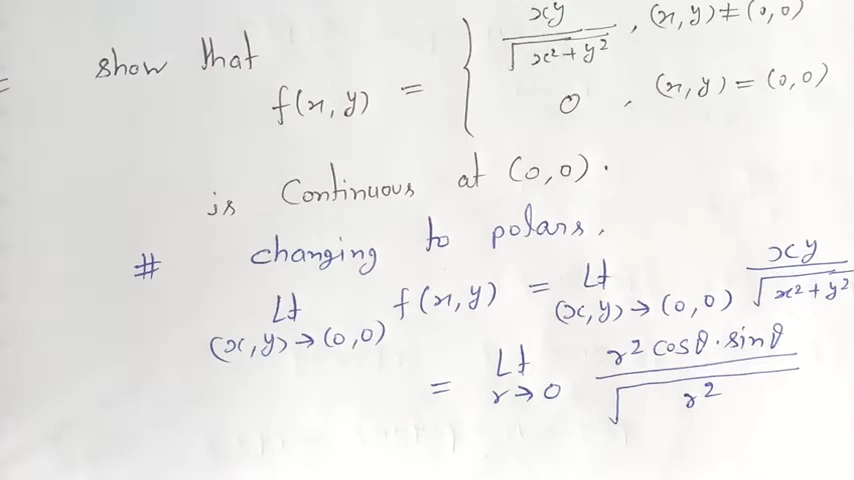 show that f(x, y) = { xy / √x²+y² , (x, y) ≠ (0, 0)
0 , (x, y) = (0, 0)
is Continuous at (0, 0).
# changing to polars,
Lt (x, y) → (0, 0) f(x, y) = Lt (x, y) → (0, 0) xy / √x²+y²
= Lt r → 0 r² cosθ · sinθ / √r²